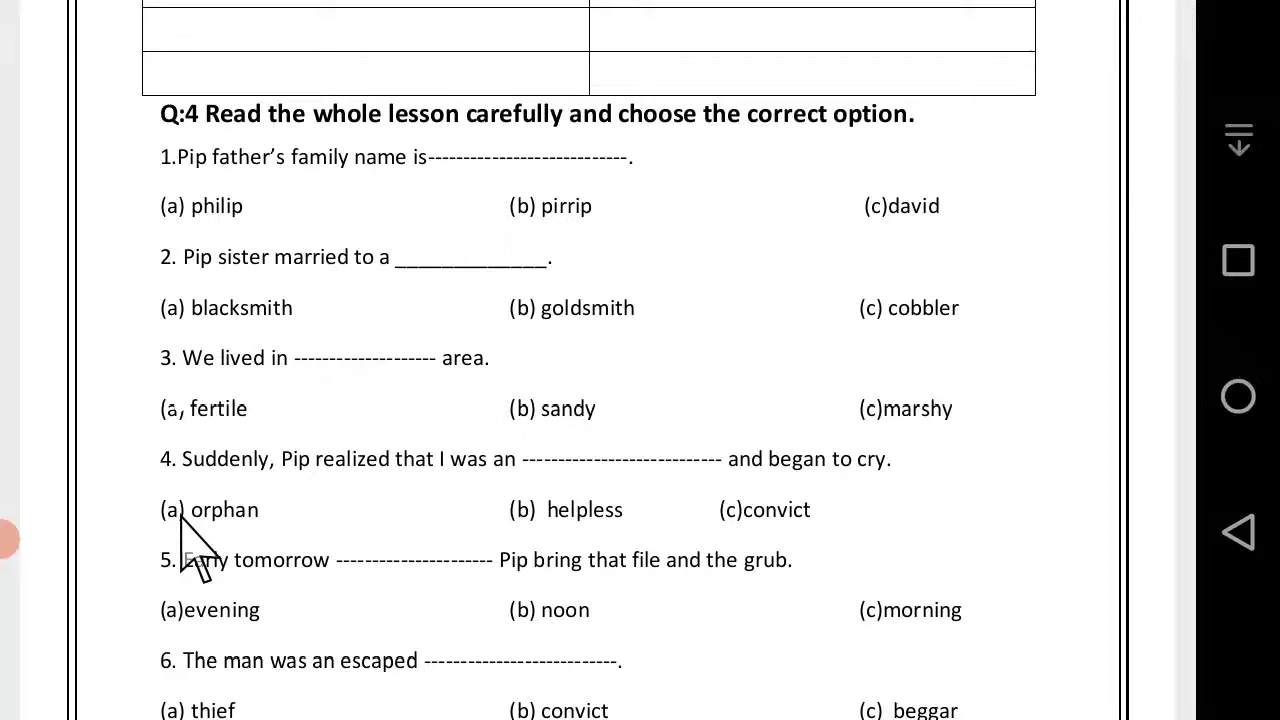 Q:4 Read the whole lesson carefully and choose the correct option.
1.Pip father’s family name is----------------------------.
(a) philip (b) pirrip (c)david
2. Pip sister married to a _____________.
(a) blacksmith (b) goldsmith (c) cobbler
3. We lived in -------------------- area.
(a, fertile (b) sandy (c)marshy
4. Suddenly, Pip realized that I was an ---------------------------- and began to cry.
(a) orphan (b) helpless (c)convict
5. Early tomorrow ---------------------- Pip bring that file and the grub.
(a)evening (b) noon (c)morning
6. The man was an escaped ---------------------------.
(a) thief (b) convict (c) beggar